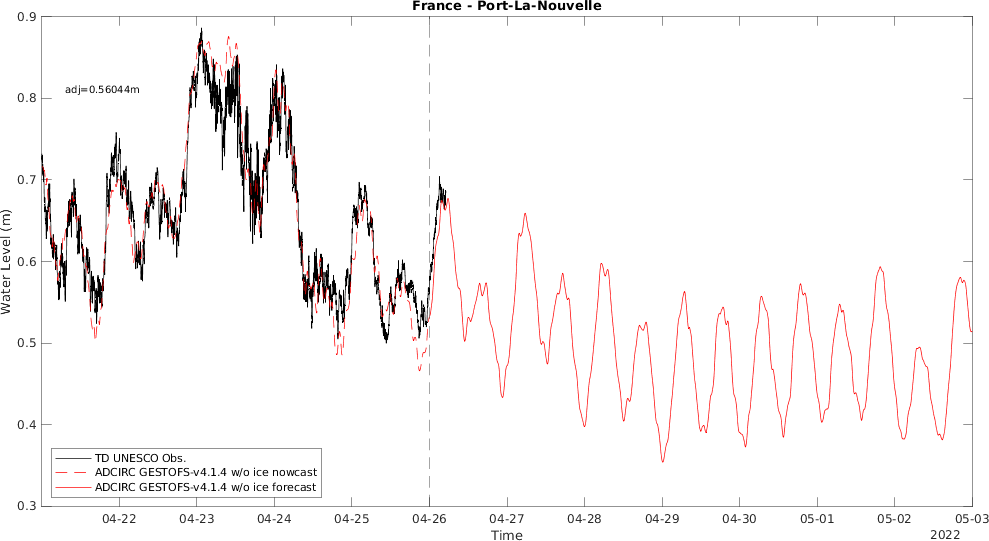 France - Port-La-Nouvelle
0.9
0.8
0.7
0.6
0.5
0.4
0.3
Water Level (m)
adj=0.56044m
TD UNESCO Obs.
ADCIRC GESTOFS-v4.1.4 w/o ice nowcast
ADCIRC GESTOFS-v4.1.4 w/o ice forecast
04-22 04-23 04-24 04-25 04-26 04-27 04-28 04-29 04-30 05-01 05-02 05-03
Time
2022